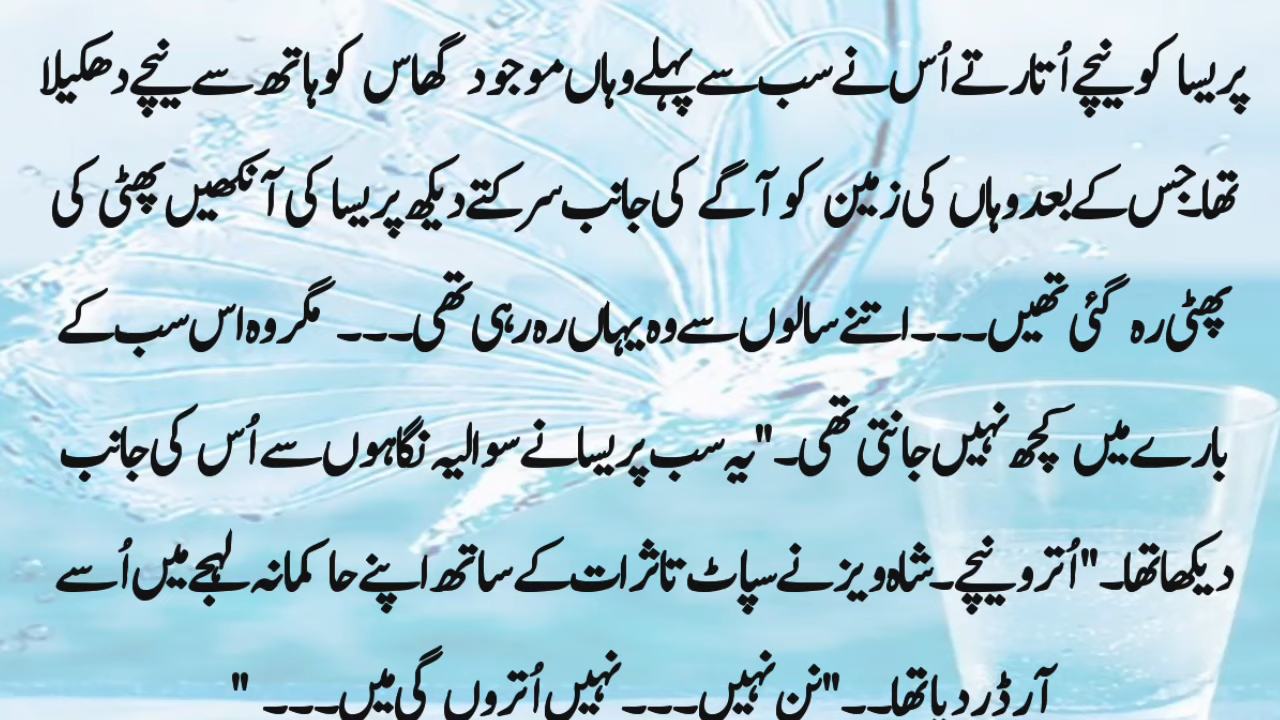 پریسا کو نیچے اُتارتے اُس نے سب سے پہلے وہاں موجود گھاس کو ہاتھ سے نیچے دھکیلا
تھا۔جس کے بعد وہاں کی زمین کو آگے کی جانب سرکتے دیکھ پریسا کی آنکھیں پھٹی کی
پھٹی رہ گئی تھیں۔۔۔اتنے سالوں سے وہ یہاں رہ رہی تھی۔۔۔ مگر وہ اس سب کے
بارے میں کچھ نہیں جانتی تھی۔"یہ سب پریسا نے سوالیہ نگاہوں سے اُس کی جانب
دیکھا تھا۔"اُترو نیچے۔شاہ ویز نے سپاٹ تاثرات کے ساتھ اپنے حاکمانہ لہجے میں اُسے
آرڈر دیا تھا۔۔"نن نہیں۔۔۔نہیں اُتروں گی میں۔۔۔۔"